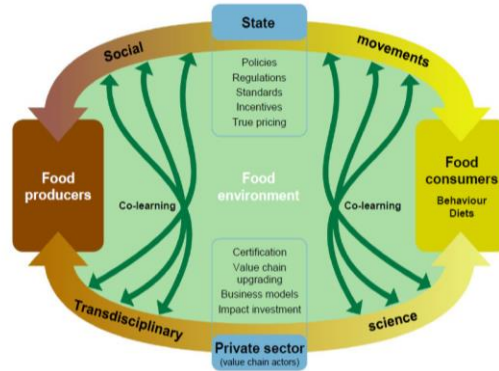 State
Social
movements
Policies
Regulations
Standards
Incentives
True pricing
Food
producers
Food
environment
Food
consumers
Behaviour
Diets
Co-learning
Co-learning
Certification
Value chain
upgrading
Business models
Impact investment
Transdisciplinary
science
Private sector
(value chain actors)